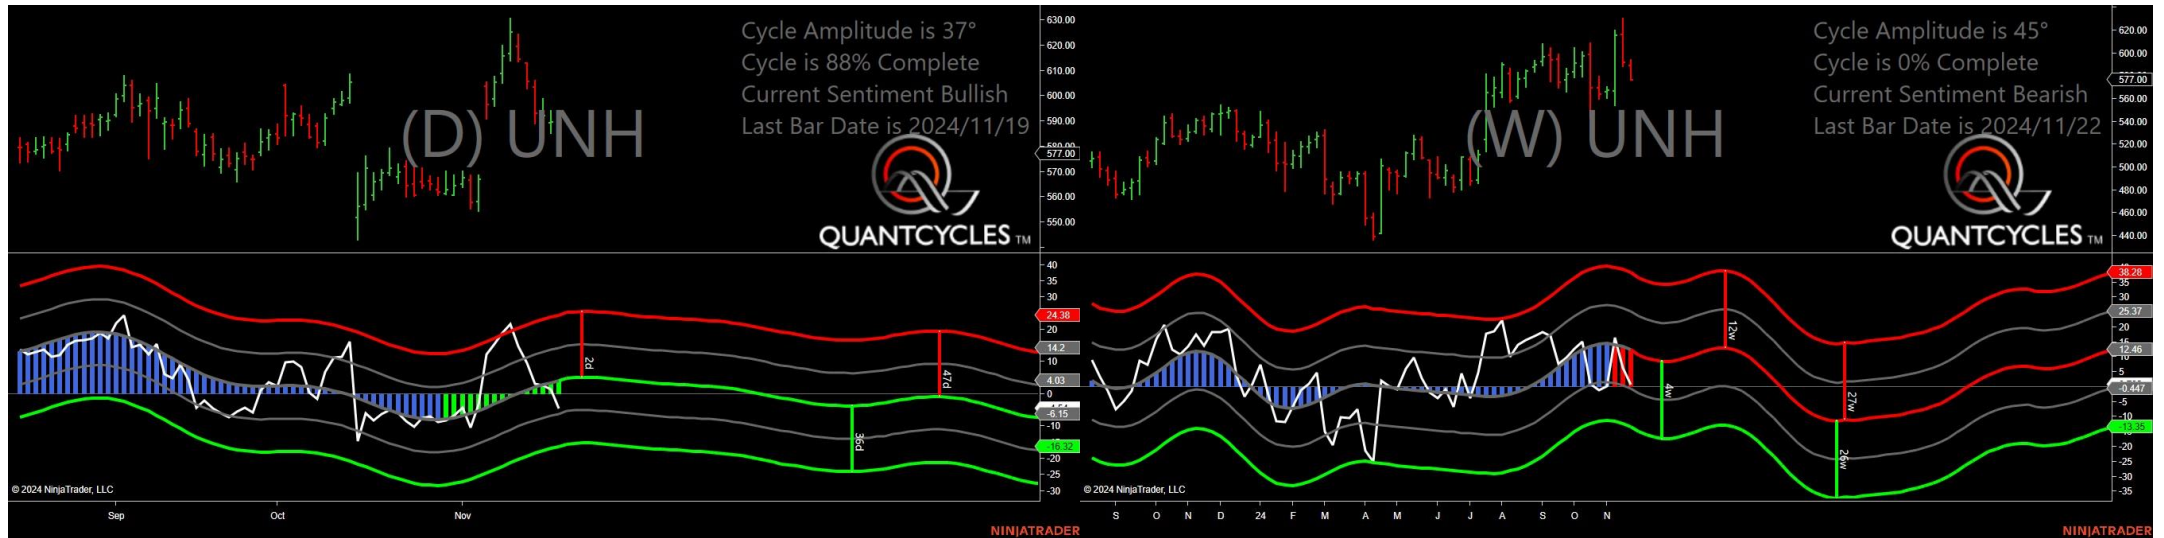 Cycle Amplitude is 37°
Cycle is 88% Complete
Current Sentiment Bullish
Last Bar Date is 2024/11/19
(D) UNH
QUANTCYCLES TM
630.00
620.00
610.00
600.00
590.00
577.00
570.00
560.00
550.00
40
35
30
24.38
20
14.2
10
4.03
0
-6.15
-10
-16.32
-20
-25
-30
2d
36d
47d
© 2024 NinjaTrader, LLC
Sep Oct Nov
NINJATRADER
Cycle Amplitude is 45°
Cycle is 0% Complete
Current Sentiment Bearish
Last Bar Date is 2024/11/22
(W) UNH
QUANTCYCLES TM
620.00
600.00
577.00
560.00
540.00
520.00
500.00
480.00
460.00
440.00
38.28
35
30
25.37
20
12.46
5
-0.447
-5
-10
-13.35
-20
-25
-30
-35
4w
12w
26w
27w
© 2024 NinjaTrader, LLC
S O N D 24 F M A M J J A S O N
NINJATRADER